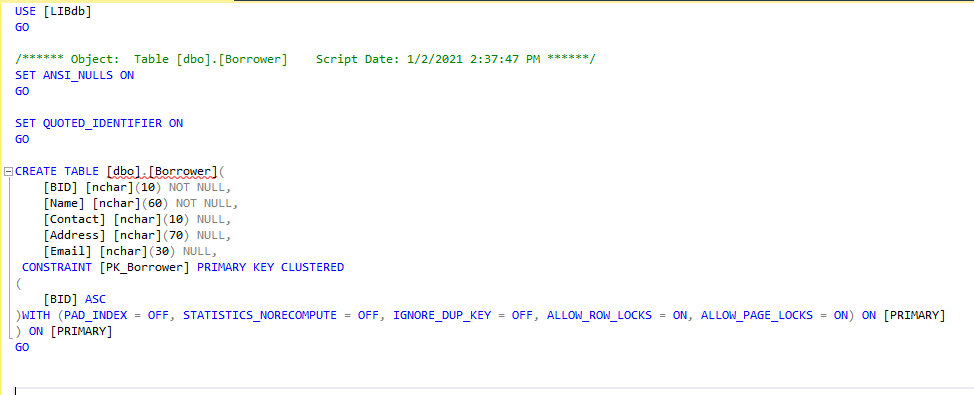 USE [LIBdb]
GO
/****** Object:  Table [dbo].[Borrower]    Script Date: 1/2/2021 2:37:47 PM ******/
SET ANSI_NULLS ON
GO
SET QUOTED_IDENTIFIER ON
GO
CREATE TABLE [dbo].[Borrower](
    [BID] [nchar](10) NOT NULL,
    [Name] [nchar](60) NOT NULL,
    [Contact] [nchar](10) NULL,
    [Address] [nchar](70) NULL,
    [Email] [nchar](30) NULL,
 CONSTRAINT [PK_Borrower] PRIMARY KEY CLUSTERED
(
    [BID] ASC
)WITH (PAD_INDEX = OFF, STATISTICS_NORECOMPUTE = OFF, IGNORE_DUP_KEY = OFF, ALLOW_ROW_LOCKS = ON, ALLOW_PAGE_LOCKS = ON) ON [PRIMARY]
) ON [PRIMARY]
GO